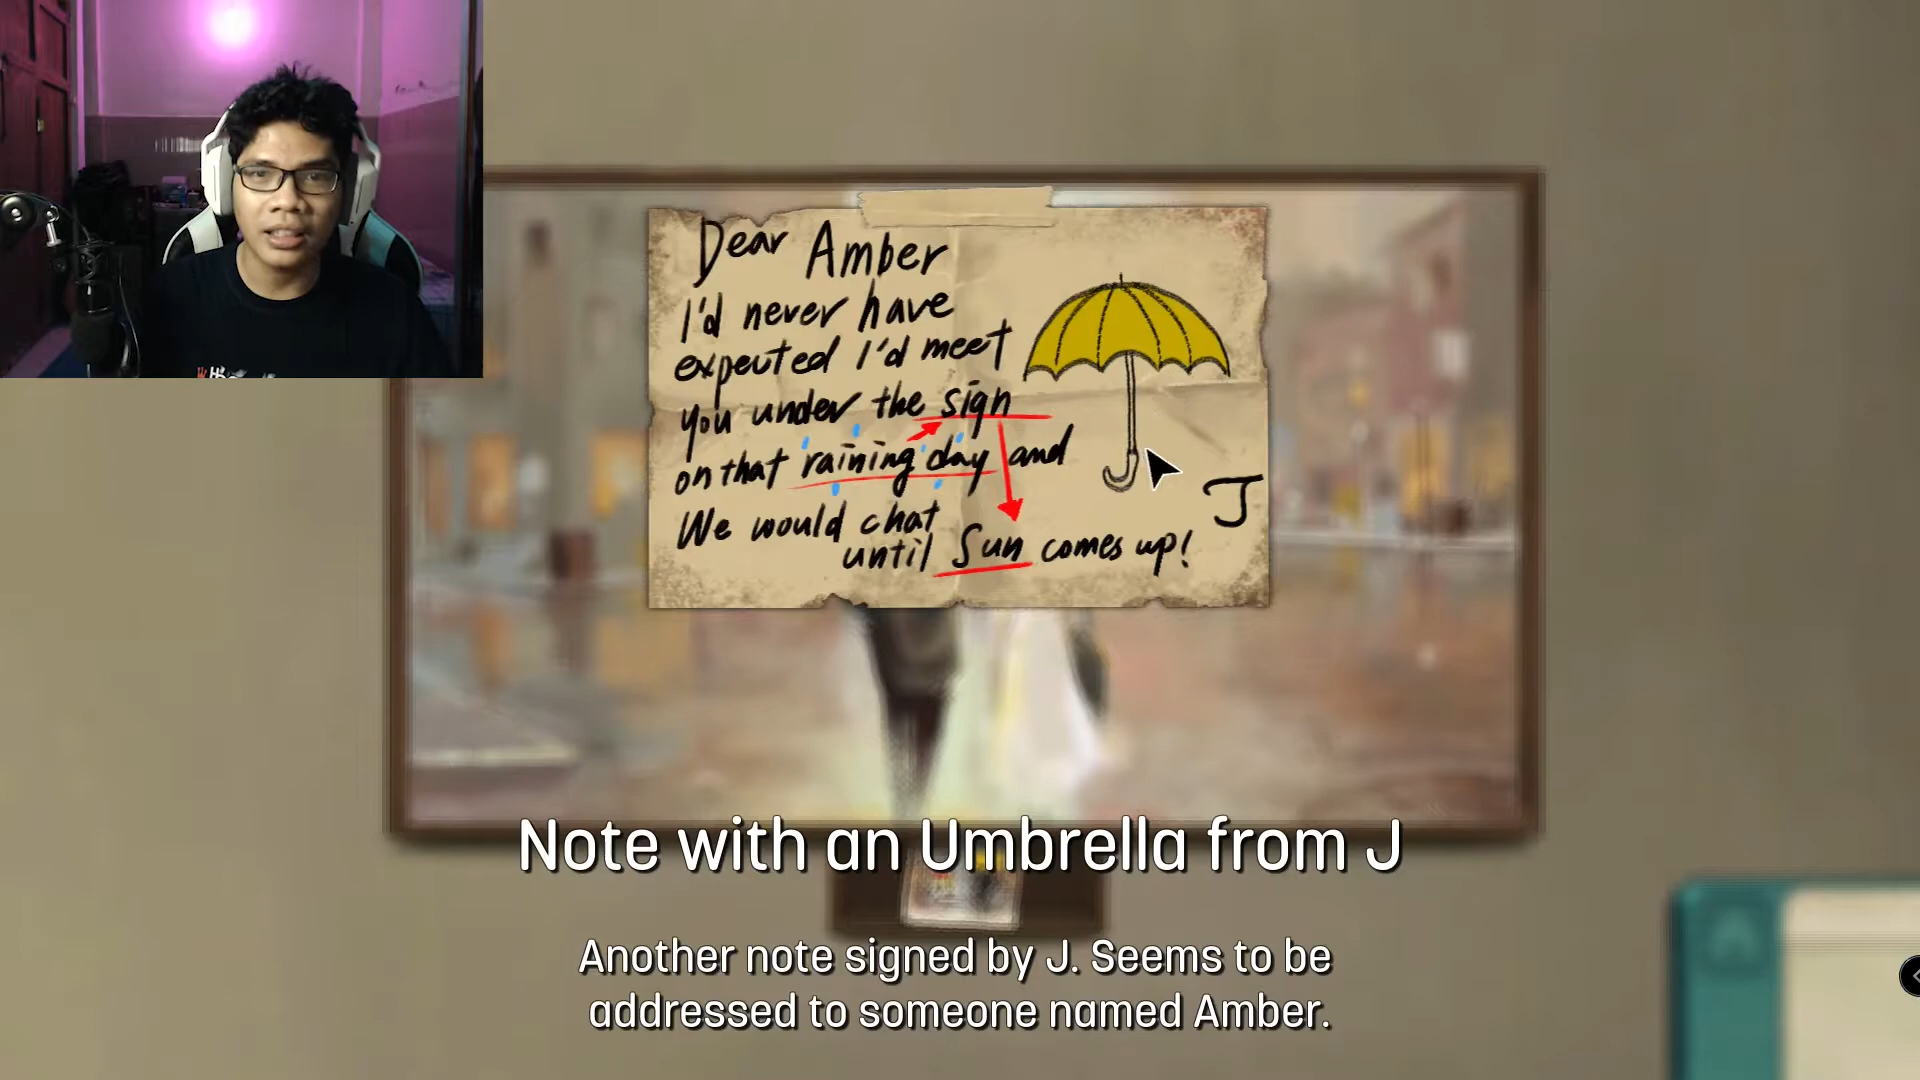 Dear Amber
I'd never have
expected I'd meet
you under the sign
on that raining day and
We would chat
until Sun comes up!
J
Note with an Umbrella from J
Another note signed by J. Seems to be
addressed to someone named Amber.